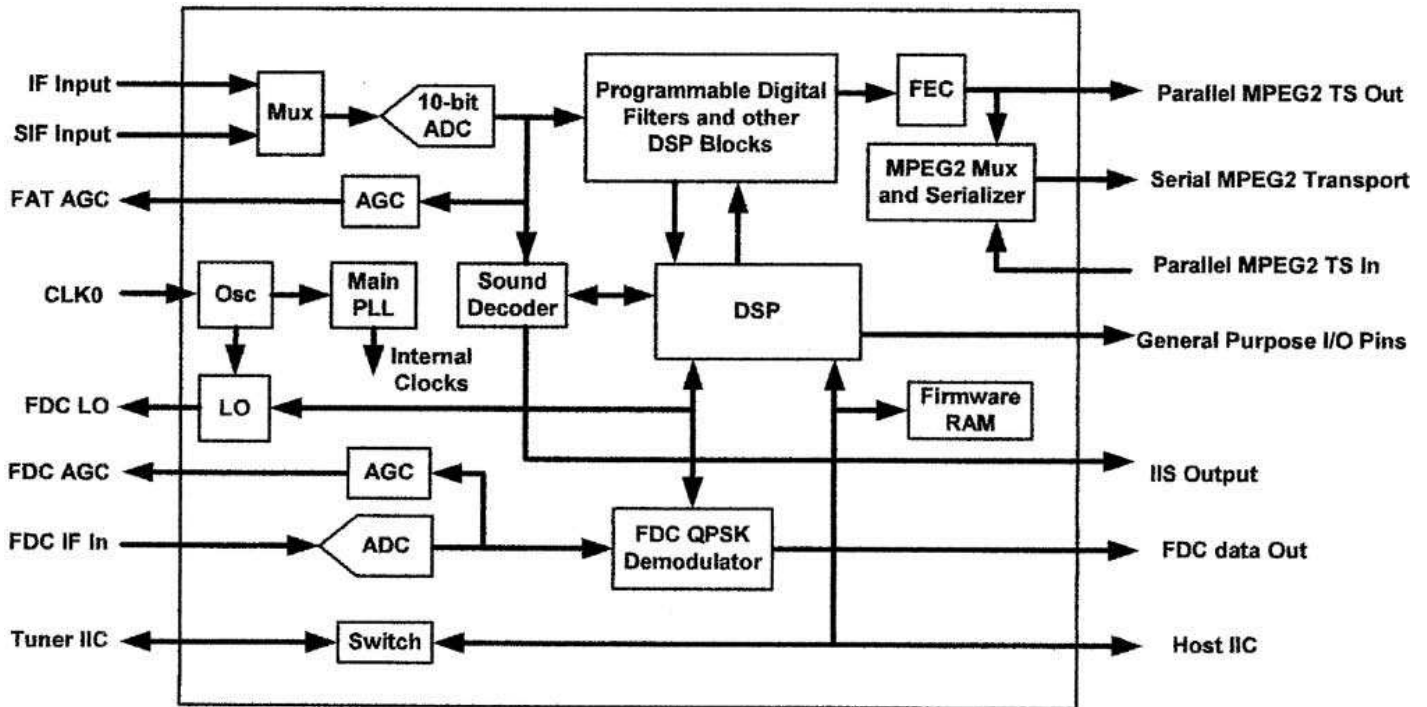 IF Input
SIF Input
FAT AGC
CLK0
FDC LO
FDC AGC
FDC IF In
Tuner IIC
Mux
10-bit
ADC
AGC
Osc
Main
PLL
Internal
Clocks
LO
AGC
ADC
Switch
Sound
Decoder
Programmable Digital
Filters and other
DSP Blocks
DSP
FDC QPSK
Demodulator
FEC
MPEG2 Mux
and Serializer
Firmware
RAM
Parallel MPEG2 TS Out
Serial MPEG2 Transport
Parallel MPEG2 TS In
General Purpose I/O Pins
IIS Output
FDC data Out
Host IIC